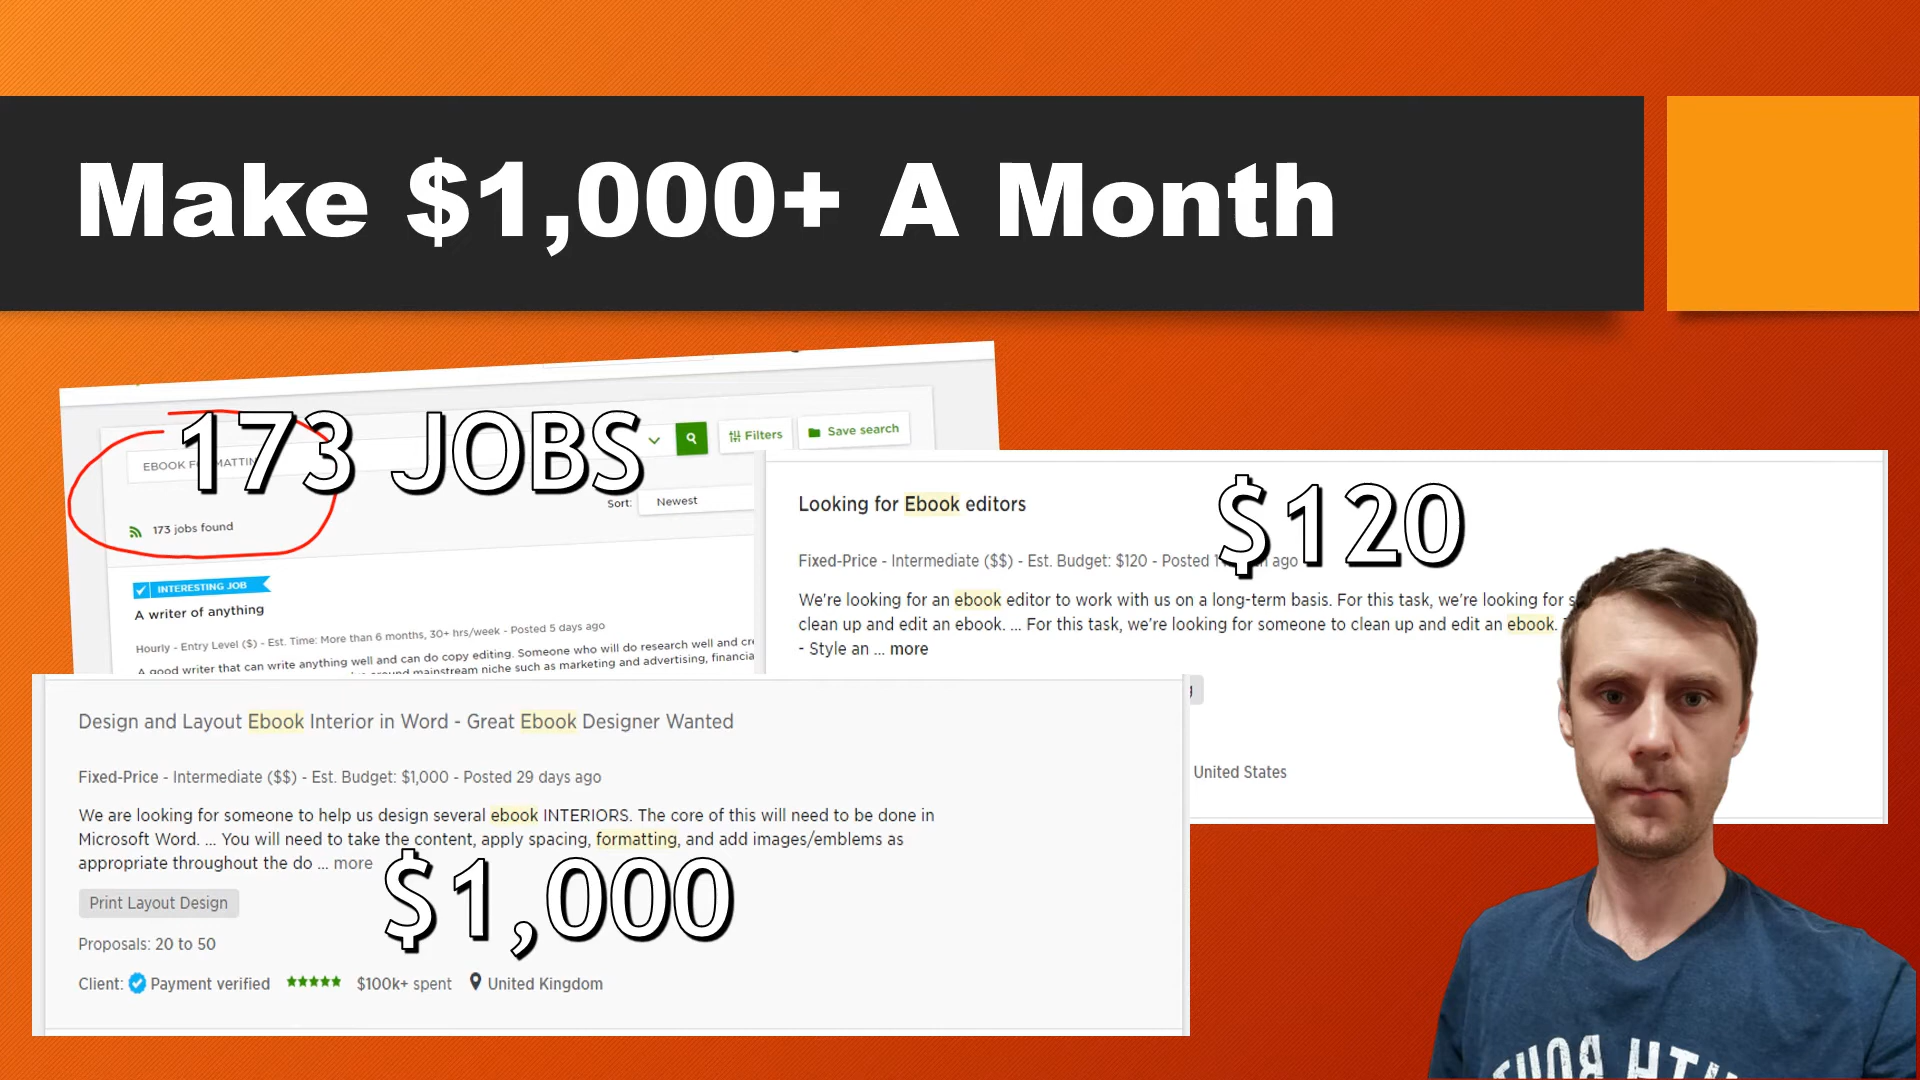 Make $1,000+ A Month
173 JOBS
EBOOK
Filters
Save search
Sort:
Newest
173 jobs found
INTERESTING JOB
A writer of anything
Hourly - Entry Level ($) - Est. Time: More than 6 months, 30+ hrs/week - Posted 5 days ago
A good writer that can write anything well and can do copy editing. Someone who will do research well and
mainstream niche such as marketing and advertising,
$120
Looking for Ebook editors
Fixed-Price - Intermediate ($$) - Est. Budget: $120 - Posted ago
We're looking for an ebook editor to work with us on a long-term basis. For this task, we're looking for
clean up and edit an ebook. ... For this task, we're looking for someone to clean up and edit an ebook.
- Style an ... more
United States
Design and Layout Ebook Interior in Word - Great Ebook Designer Wanted
Fixed-Price - Intermediate ($$) - Est. Budget: $1,000 - Posted 29 days ago
We are looking for someone to help us design several ebook INTERIORS. The core of this will need to be done in
Microsoft Word. ... You will need to take the content, apply spacing, formatting, and add images/emblems as
appropriate throughout the do ... more
$1,000
Print Layout Design
Proposals: 20 to 50
Client: Payment verified $100k+ spent United Kingdom